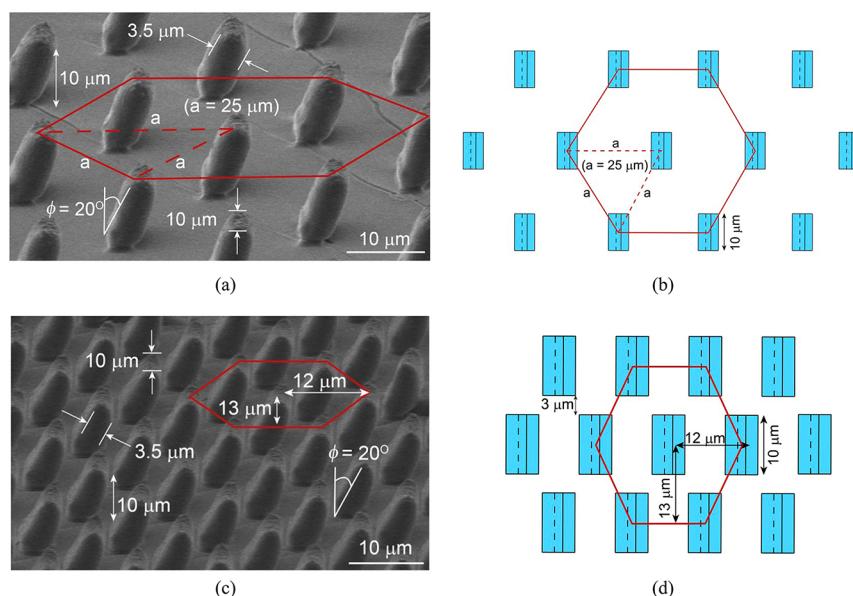 3.5 μm
10 μm
(a = 25 μm)
a
a
a
ϕ = 20°
10 μm
10 μm
(a)
a
(a = 25 μm)
a
a
10 μm
(b)
10 μm
12 μm
13 μm
3.5 μm
ϕ = 20°
10 μm
10 μm
(c)
3 μm
12 μm
10 μm
13 μm
(d)